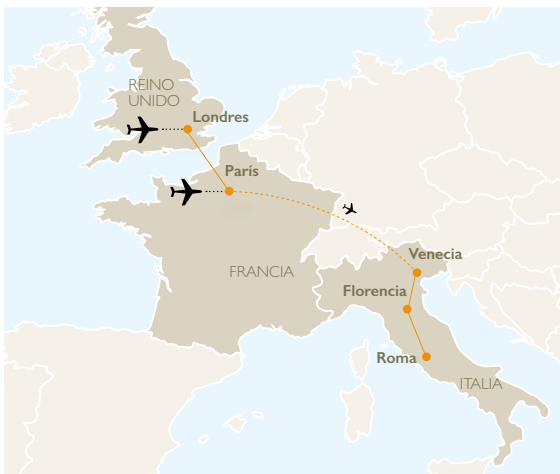 REINO
UNIDO
Londres
París
FRANCIA
Venecia
Florencia
Roma
ITALIA